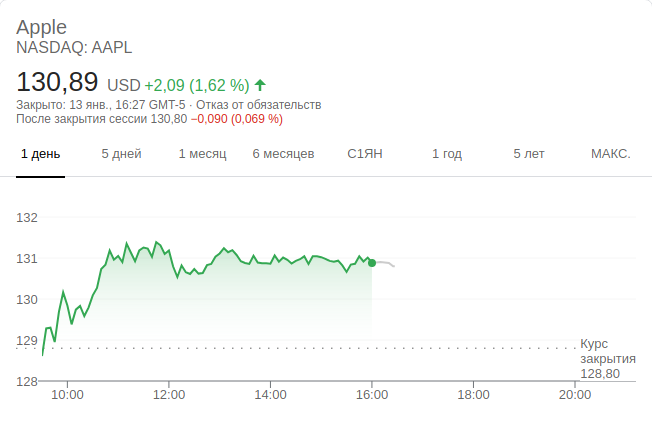 Apple
NASDAQ: AAPL
130,89 USD +2,09 (1,62 %)
Закрыто: 13 янв., 16:27 GMT-5 · Отказ от обязательств
После закрытия сессии 130,80 −0,090 (0,069 %)
1 день 5 дней 1 месяц 6 месяцев С1ЯН 1 год 5 лет МАКС.
132
131
130
129
128
Курс
закрытия
128,80
10:00 12:00 14:00 16:00 18:00 20:00